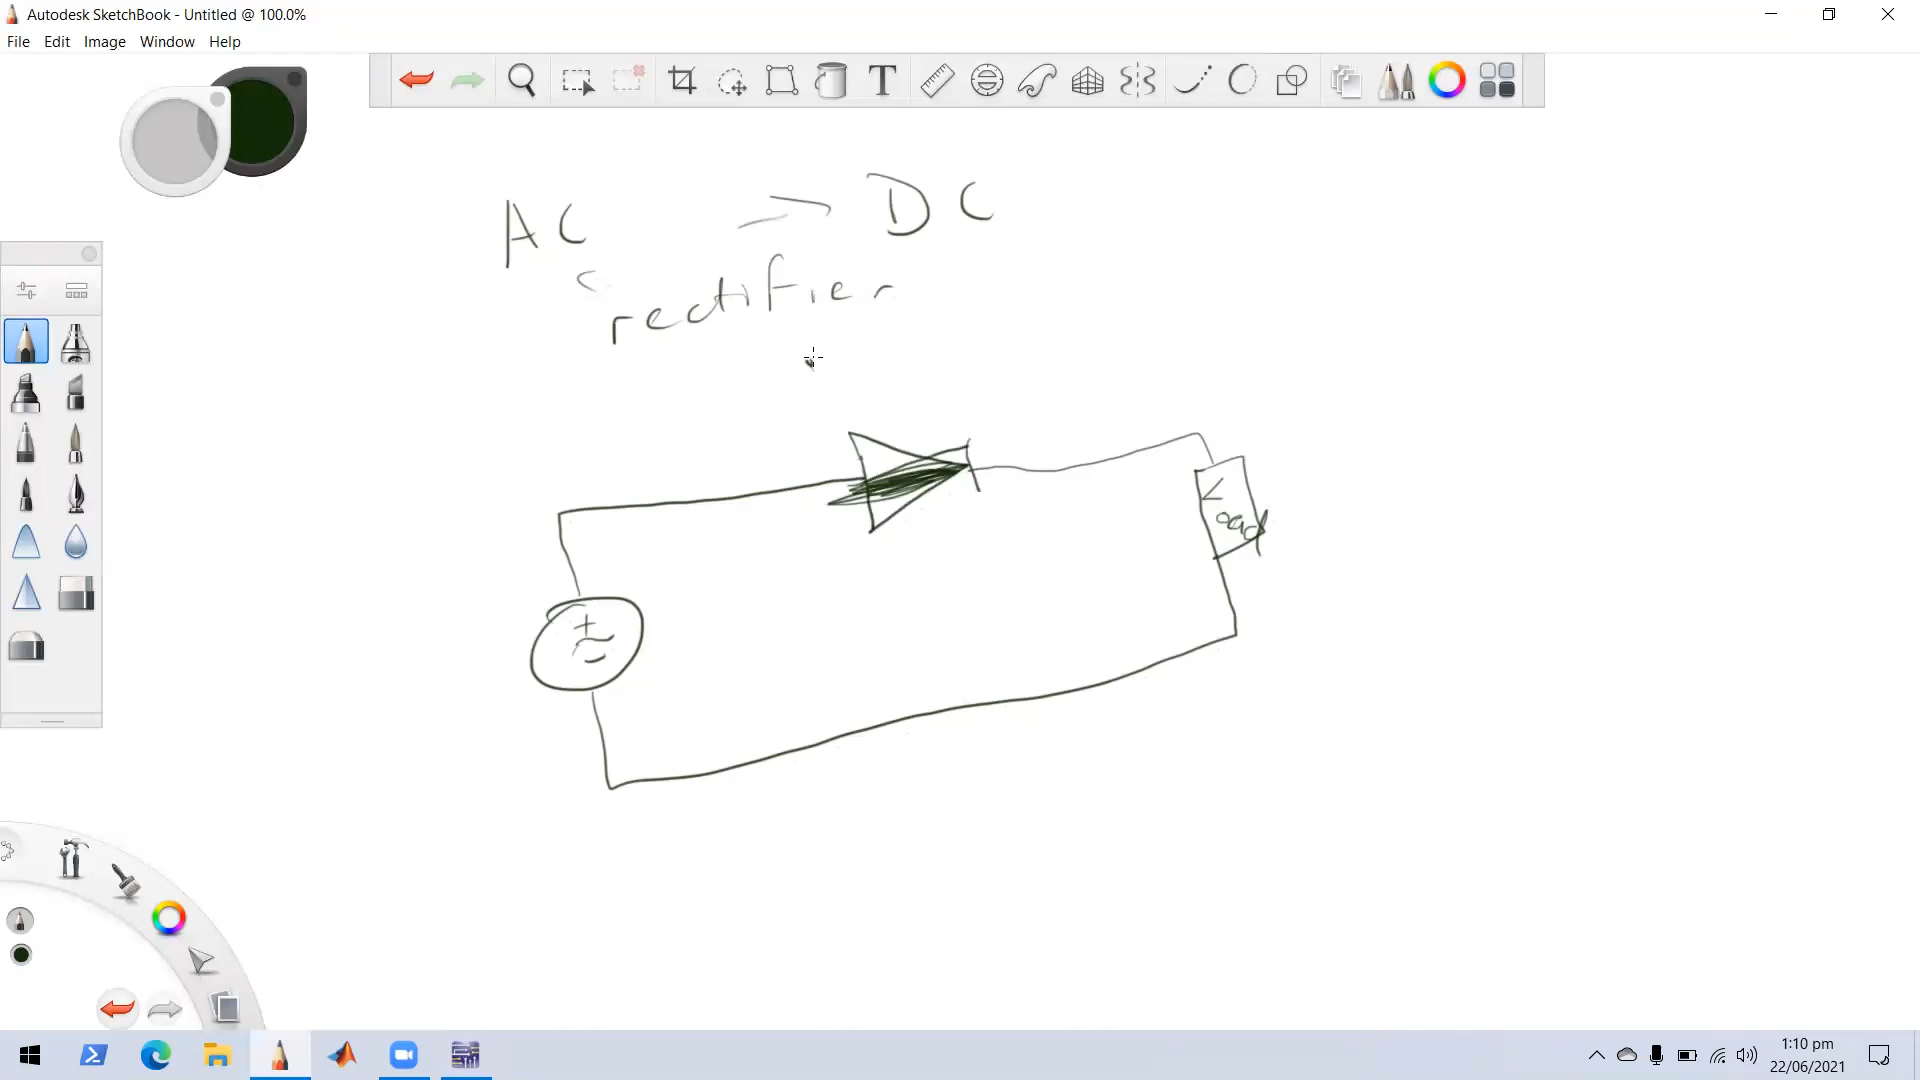 Autodesk SketchBook - Untitled @ 100.0%
File Edit Image Window Help
T
AC → DC
rectifier
Load
+
~
-
1:10 pm
22/06/2021